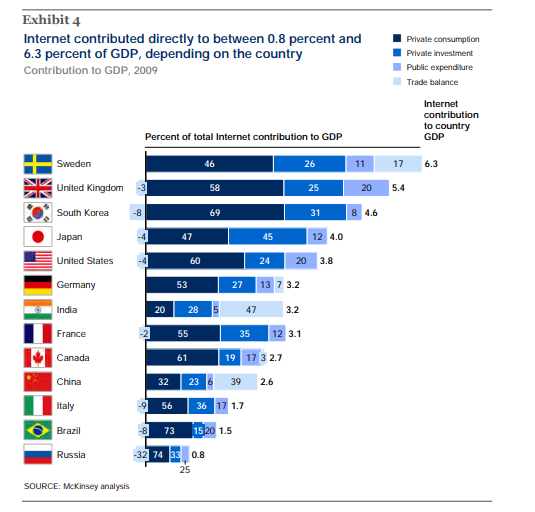 Exhibit 4
Internet contributed directly to between 0.8 percent and
6.3 percent of GDP, depending on the country
Contribution to GDP, 2009
Private consumption
Private investment
Public expenditure
Trade balance
Internet
contribution
to country
GDP
Percent of total Internet contribution to GDP
Sweden 46 26 11 17 6.3
United Kingdom -3 58 25 20 5.4
South Korea -8 69 31 8 4.6
Japan -4 47 45 12 4.0
United States -4 60 24 20 3.8
Germany 53 27 13 7 3.2
India 20 28 5 47 3.2
France -2 55 35 12 3.1
Canada 61 19 17 3 2.7
China 32 23 6 39 2.6
Italy -9 56 36 17 1.7
Brazil -8 73 15 20 1.5
Russia -32 74 33 0.8
25
SOURCE: McKinsey analysis